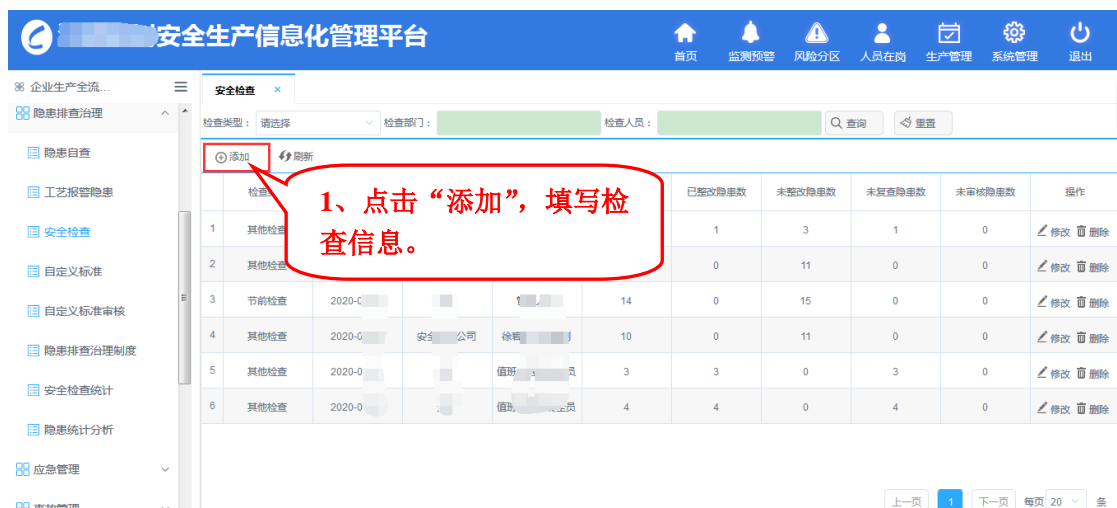 安全生产信息化管理平台
首页 监测预警 风险分区 人员在岗 生产管理 系统管理 退出
企业生产全流...
安全检查 ×
隐患排查治理
检查类型： 请选择 检查部门： 检查人员： 查询 重置
隐患自查
添加 刷新
工艺报警隐患
1、点击“添加”，填写检
查信息。
已整改隐患数 未整改隐患数 未复查隐患数 未审核隐患数 操作
安全检查
1 其他检查 1 3 1 0 修改 删除
自定义标准
2 其他检查 0 11 0 0 修改 删除
自定义标准审核
3 节前检查 2020-0 14 0 15 0 0 修改 删除
隐患排查治理制度
4 其他检查 2020-0 安全 公司 徐 10 0 11 0 0 修改 删除
安全检查统计
5 其他检查 2020-0 值班 员 3 3 0 3 0 修改 删除
隐患统计分析
6 其他检查 2020-0 值班 员 4 4 0 4 0 修改 删除
应急管理
上一页 1 下一页 每页 20 条